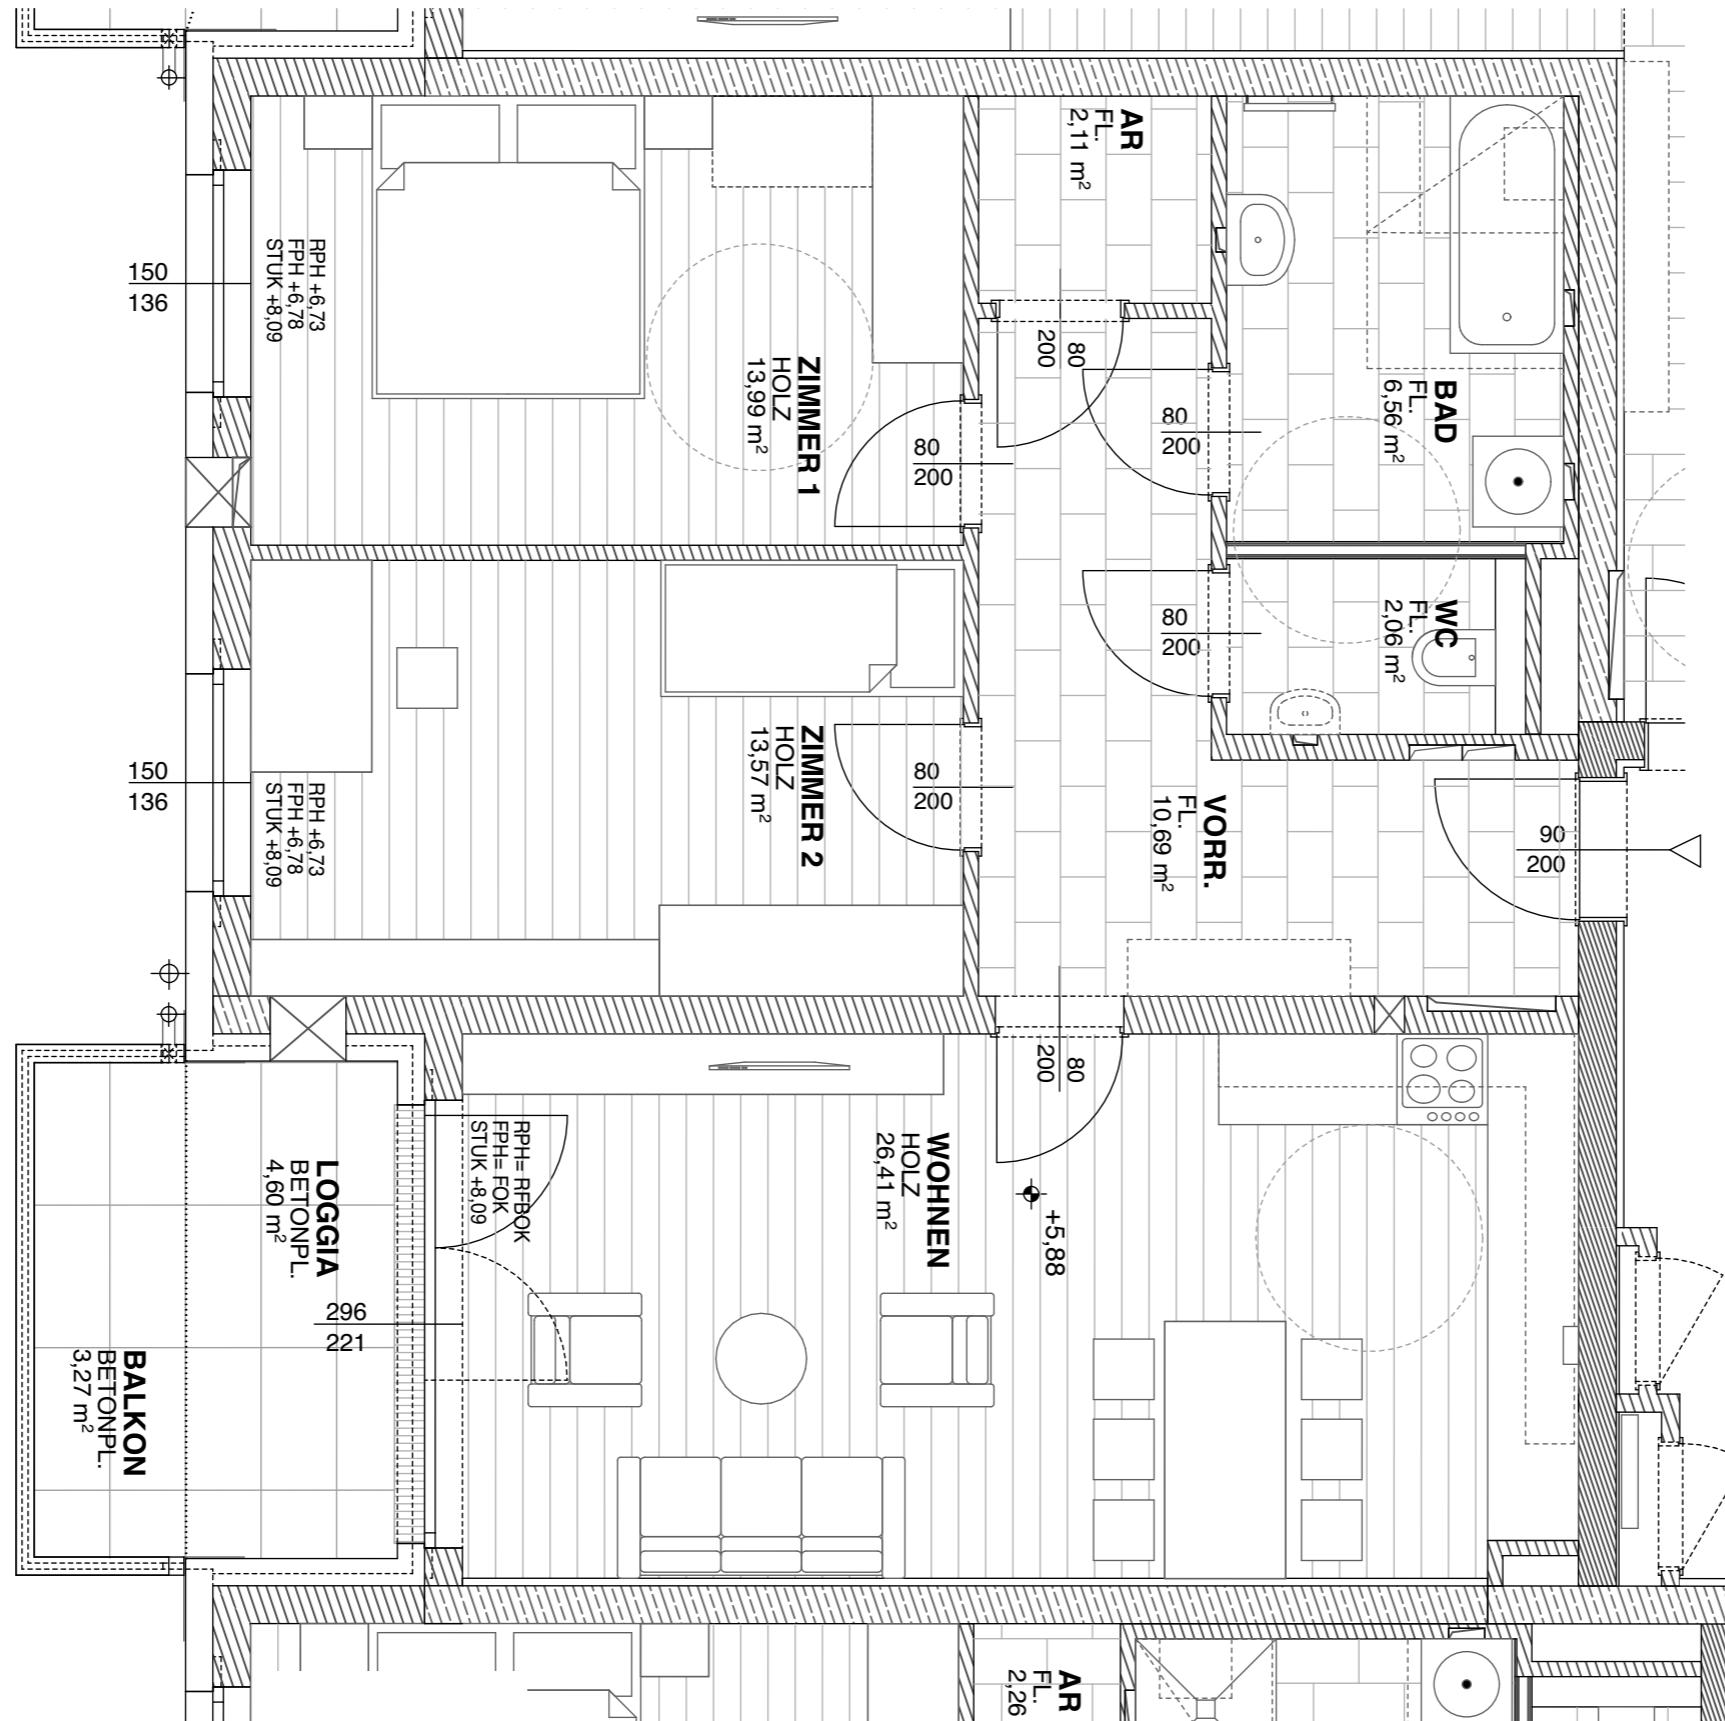 AR
FL.
2,11 m²
150
136
RPH +6,73
FPH +6,78
STUK +8,09
ZIMMER 1
HOLZ
13,99 m²
80
200
80
200
80
200
BAD
FL.
6,56 m²
WC
FL.
2,06 m²
80
200
150
136
RPH +6,73
FPH +6,78
STUK +8,09
ZIMMER 2
HOLZ
13,57 m²
80
200
VORR.
FL.
10,69 m²
90
200
80
200
RPH= RFBOK
FPH= FOK
STUK +8,09
LOGGIA
BETONPL.
4,60 m²
WOHNEN
HOLZ
26,41 m²
+5,88
296
221
BALKON
BETONPL.
3,27 m²
AR
FL.
2,26